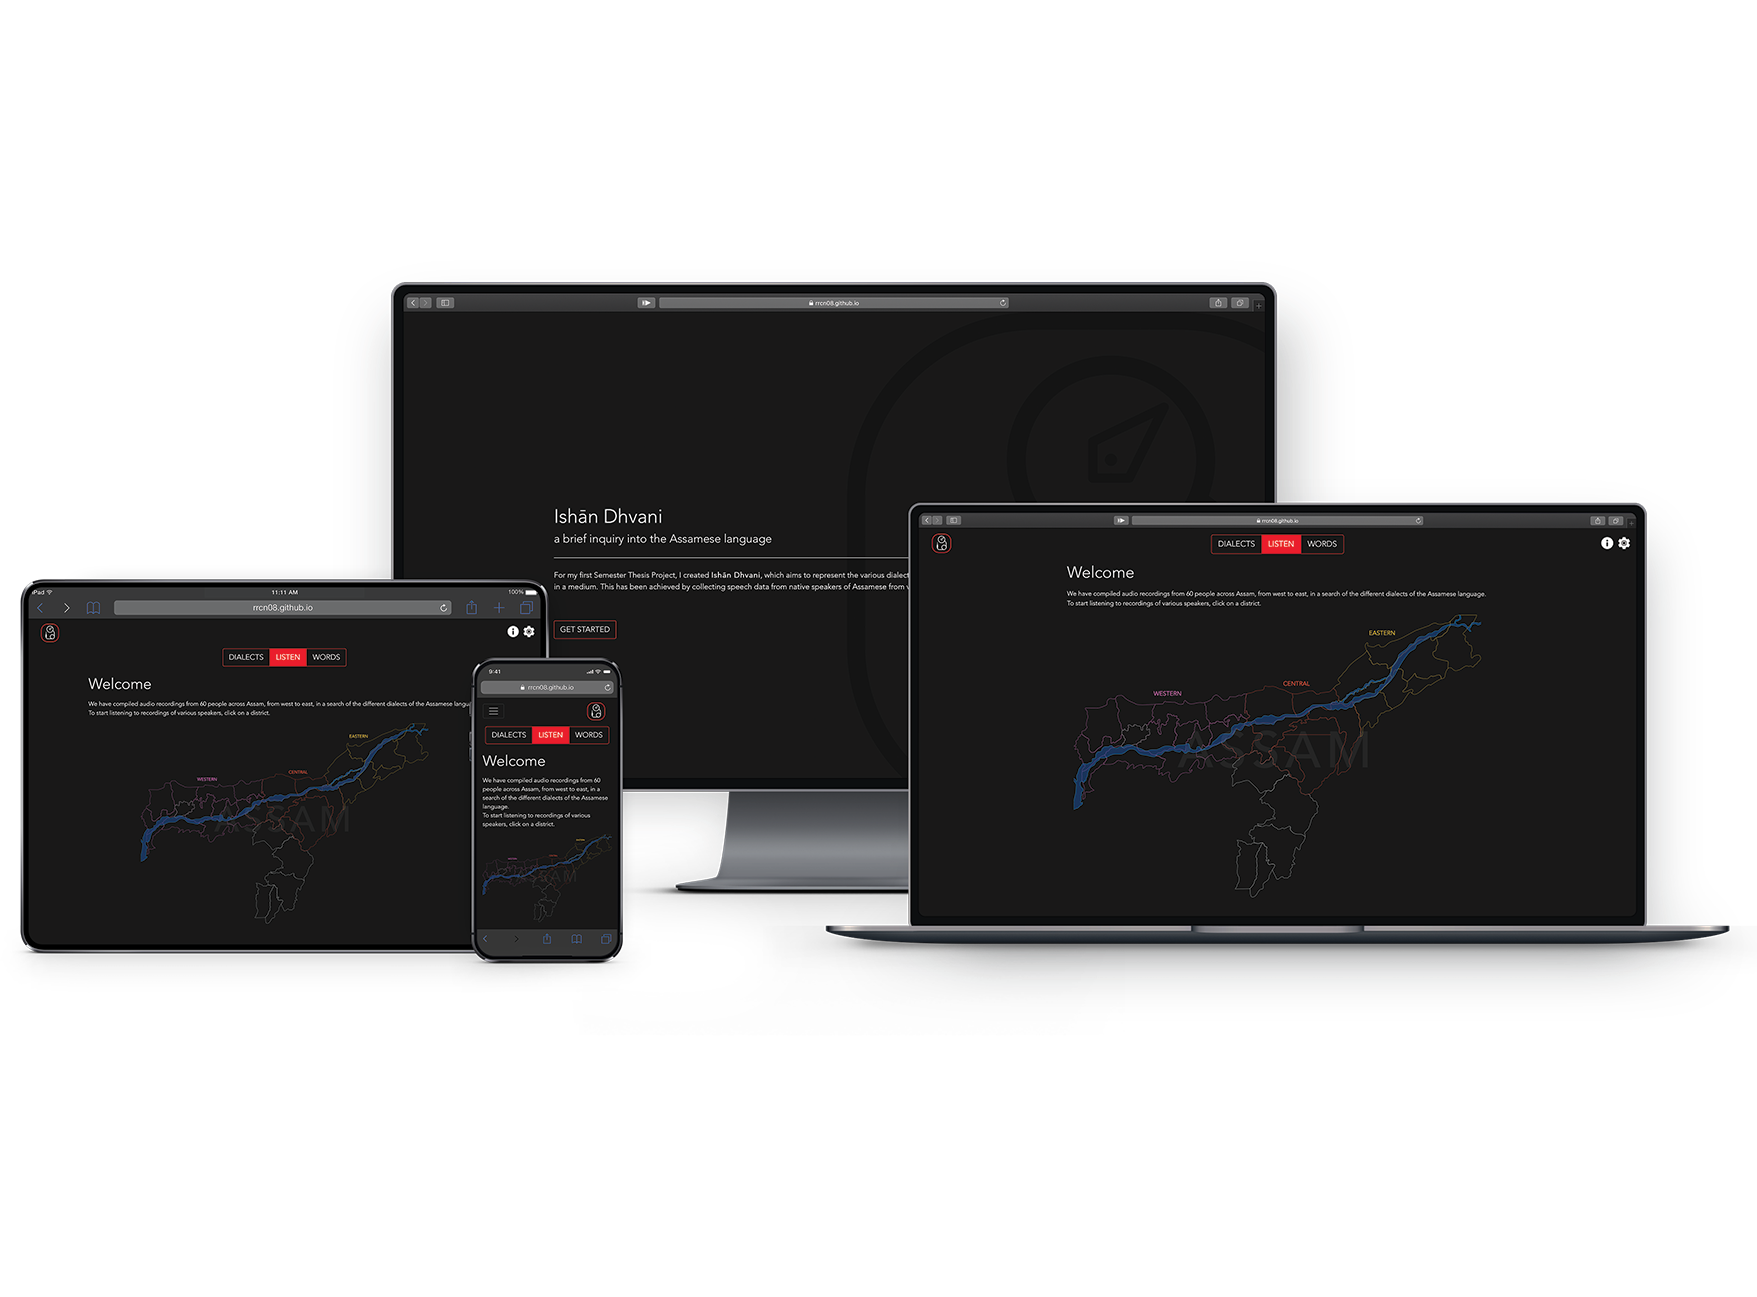 rrcn08.github.io
Ishān Dhvani
a brief inquiry into the Assamese language
For my first Semester Thesis Project, I created Ishān Dhvani, which aims to represent the various dialect
in a medium. This has been achieved by collecting speech data from native speakers of Assamese from v
GET STARTED
rrcn08.github.io
DIALECTS LISTEN WORDS
Welcome
We have compiled audio recordings from 60 people across Assam, from west to east, in a search of the different dialects of the Assamese language.
To start listening to recordings of various speakers, click on a district.
EASTERN
CENTRAL
WESTERN
ASSAM
iPad 11:11 AM 100%
rrcn08.github.io
DIALECTS LISTEN WORDS
Welcome
We have compiled audio recordings from 60 people across Assam, from west to east, in a search of the different dialects of the Assamese langu
To start listening to recordings of various speakers, click on a district.
EASTERN
CENTRAL
WESTERN
ASSAM
9:41
rrcn08.github.io
DIALECTS LISTEN WORDS
Welcome
We have compiled audio recordings from 60
people across Assam, from west to east, in a
search of the different dialects of the Assamese
language.
To start listening to recordings of various
speakers, click on a district.
ASSAM